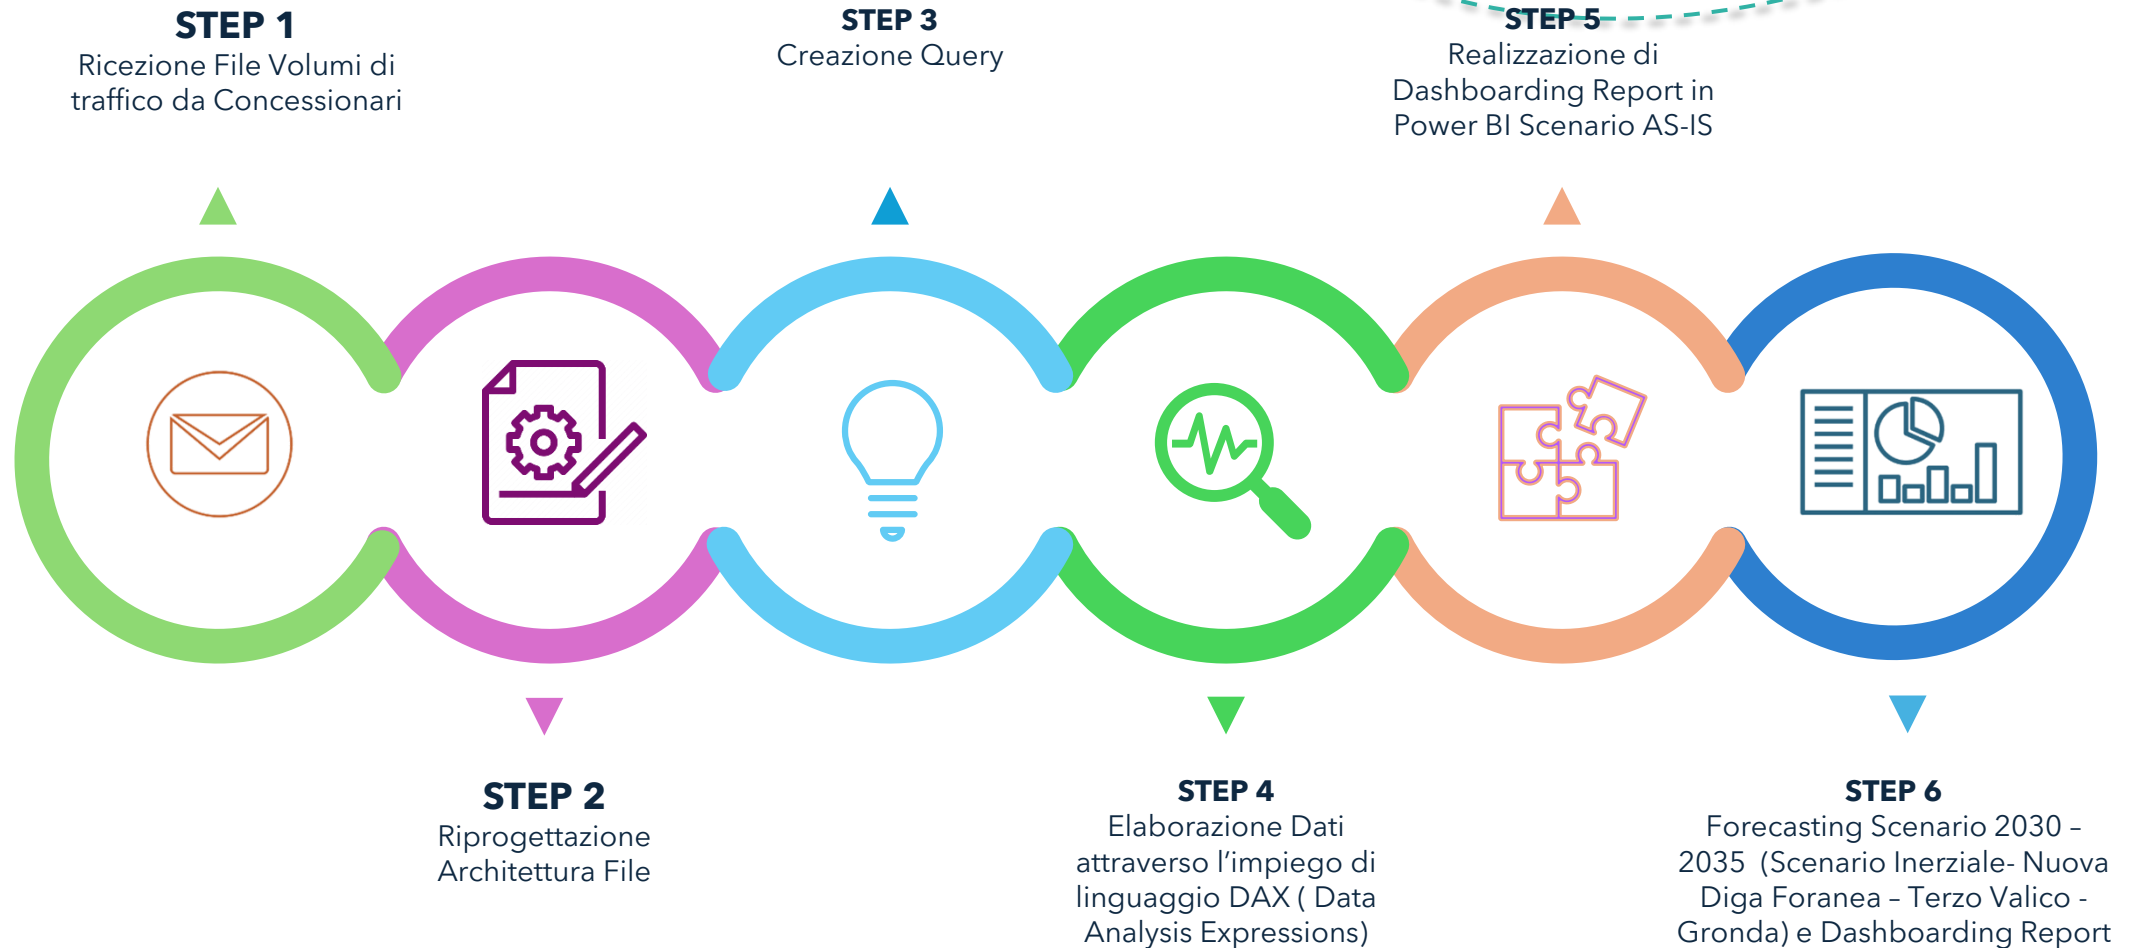 STEP 1
Ricezione File Volumi di
traffico da Concessionari
STEP 2
Riprogettazione
Architettura File
STEP 3
Creazione Query
STEP 4
Elaborazione Dati
attraverso l’impiego di
linguaggio DAX ( Data
Analysis Expressions)
STEP 5
Realizzazione di
Dashboarding Report in
Power BI Scenario AS-IS
STEP 6
Forecasting Scenario 2030 –
2035  (Scenario Inerziale- Nuova
Diga Foranea – Terzo Valico -
Gronda) e Dashboarding Report